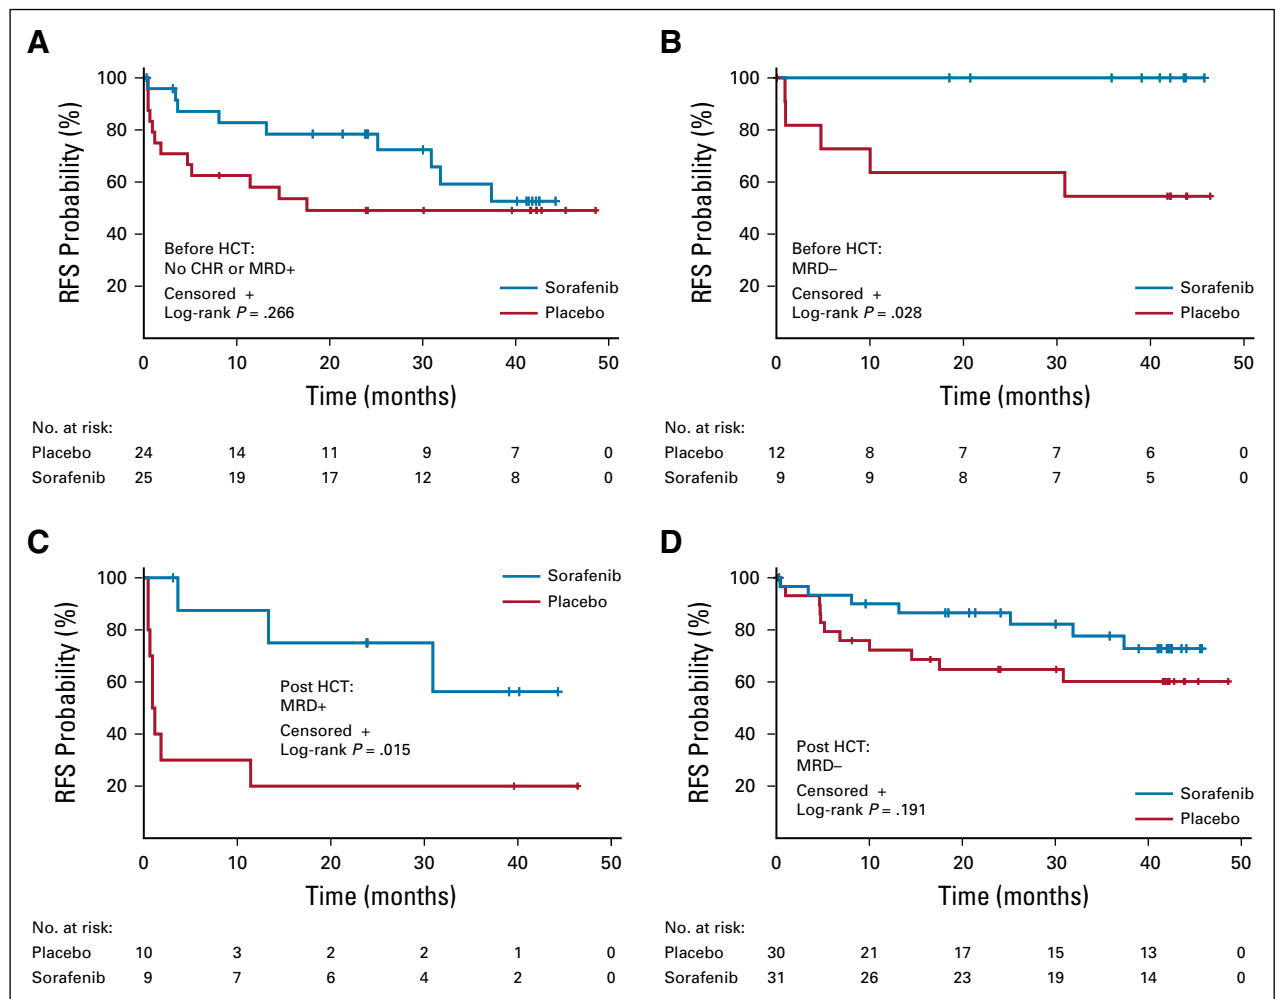 A
RFS Probability (%)
100
80
60
40
20
Before HCT:
No CHR or MRD+
Censored +
Log-rank P = .266
Sorafenib
Placebo
0 10 20 30 40 50
Time (months)
No. at risk:
Placebo 24 14 11 9 7 0
Sorafenib 25 19 17 12 8 0
B
RFS Probability (%)
100
80
60
40
20
Before HCT:
MRD–
Censored +
Log-rank P = .028
Sorafenib
Placebo
0 10 20 30 40 50
Time (months)
No. at risk:
Placebo 12 8 7 7 6 0
Sorafenib 9 9 8 7 5 0
C
RFS Probability (%)
100
80
60
40
20
Sorafenib
Placebo
Post HCT:
MRD+
Censored +
Log-rank P = .015
0 10 20 30 40 50
Time (months)
No. at risk:
Placebo 10 3 2 2 1 0
Sorafenib 9 7 6 4 2 0
D
RFS Probability (%)
100
80
60
40
20
Post HCT:
MRD–
Censored +
Log-rank P = .191
Sorafenib
Placebo
0 10 20 30 40 50
Time (months)
No. at risk:
Placebo 30 21 17 15 13 0
Sorafenib 31 26 23 19 14 0